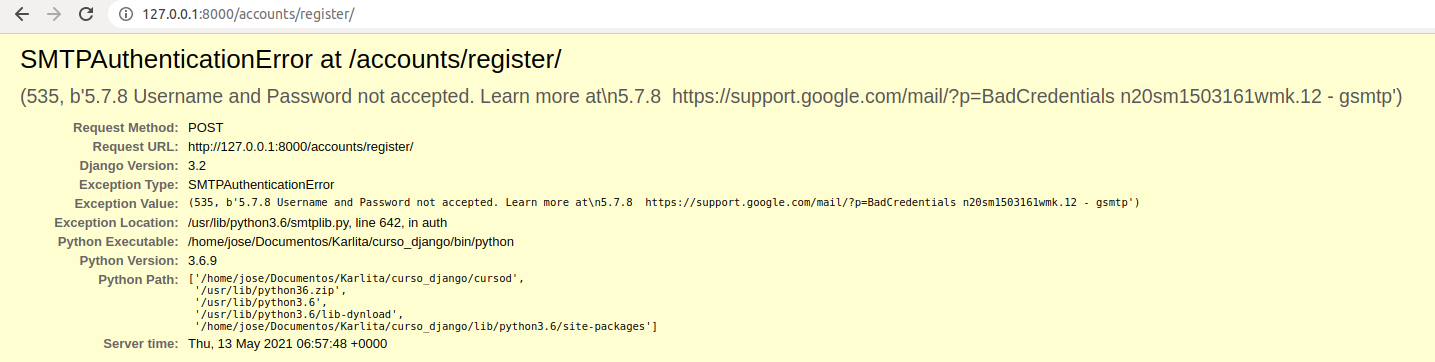 127.0.0.1:8000/accounts/register/
SMTPAuthenticationError at /accounts/register/
(535, b'5.7.8 Username and Password not accepted. Learn more at\n5.7.8  https://support.google.com/mail/?p=BadCredentials n20sm1503161wmk.12 - gsmtp')
Request Method: POST
Request URL: http://127.0.0.1:8000/accounts/register/
Django Version: 3.2
Exception Type: SMTPAuthenticationError
Exception Value: (535, b'5.7.8 Username and Password not accepted. Learn more at\n5.7.8  https://support.google.com/mail/?p=BadCredentials n20sm1503161wmk.12 - gsmtp')
Exception Location: /usr/lib/python3.6/smtplib.py, line 642, in auth
Python Executable: /home/jose/Documentos/Karlita/curso_django/bin/python
Python Version: 3.6.9
Python Path: ['/home/jose/Documentos/Karlita/curso_django/cursod',
'/usr/lib/python36.zip',
'/usr/lib/python3.6',
'/usr/lib/python3.6/lib-dynload',
'/home/jose/Documentos/Karlita/curso_django/lib/python3.6/site-packages']
Server time: Thu, 13 May 2021 06:57:48 +0000